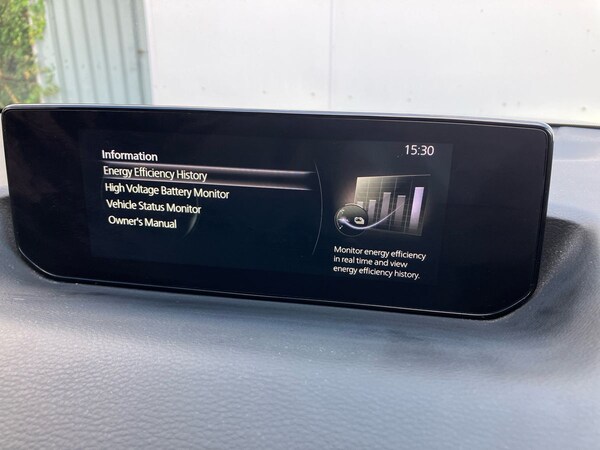 15:30
Information
Energy Efficiency History
High Voltage Battery Monitor
Vehicle Status Monitor
Owner's Manual
Monitor energy efficiency
in real time and view
energy efficiency history.